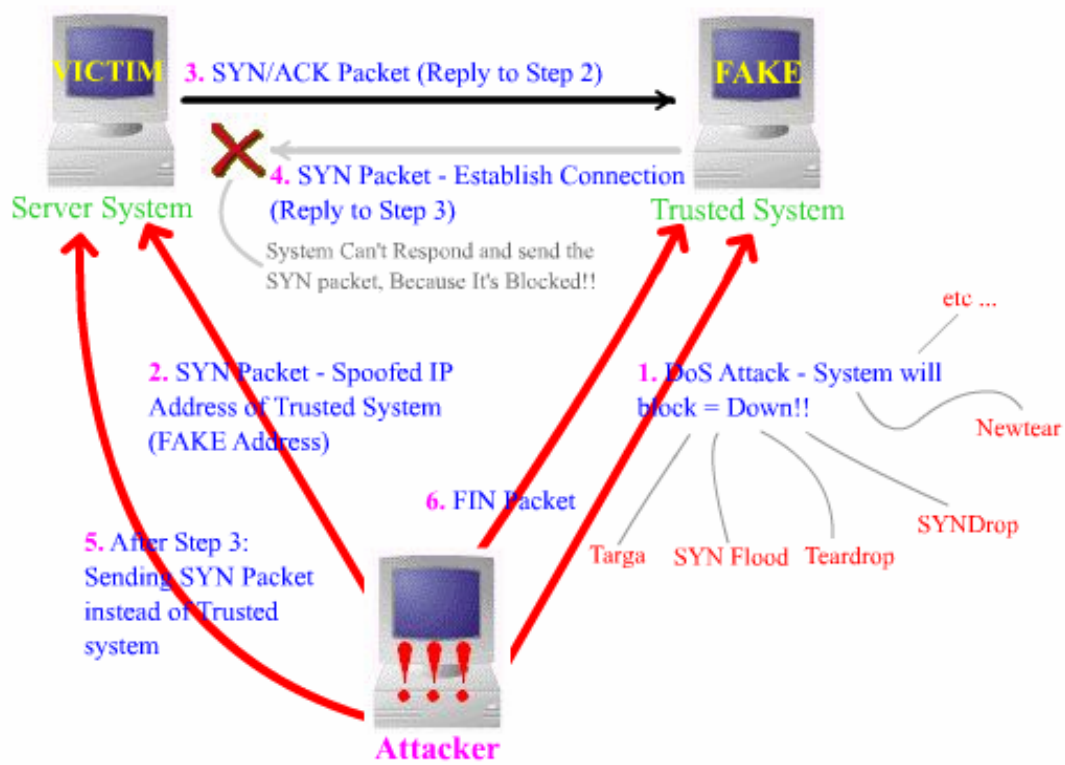 VICTIM
3. SYN/ACK Packet (Reply to Step 2)
FAKE
4. SYN Packet - Establish Connection
(Reply to Step 3)
Server System
Trusted System
System Can't Respond and send the
SYN packet, Because It's Blocked!!
etc ...
2. SYN Packet - Spoofed IP
Address of Trusted System
(FAKE Address)
1. DoS Attack - System will
block = Down!!
Newtear
6. FIN Packet
SYNDrop
5. After Step 3:
Sending SYN Packet
instead of Trusted
system
Targa
SYN Flood
Teardrop
! ! !
Attacker